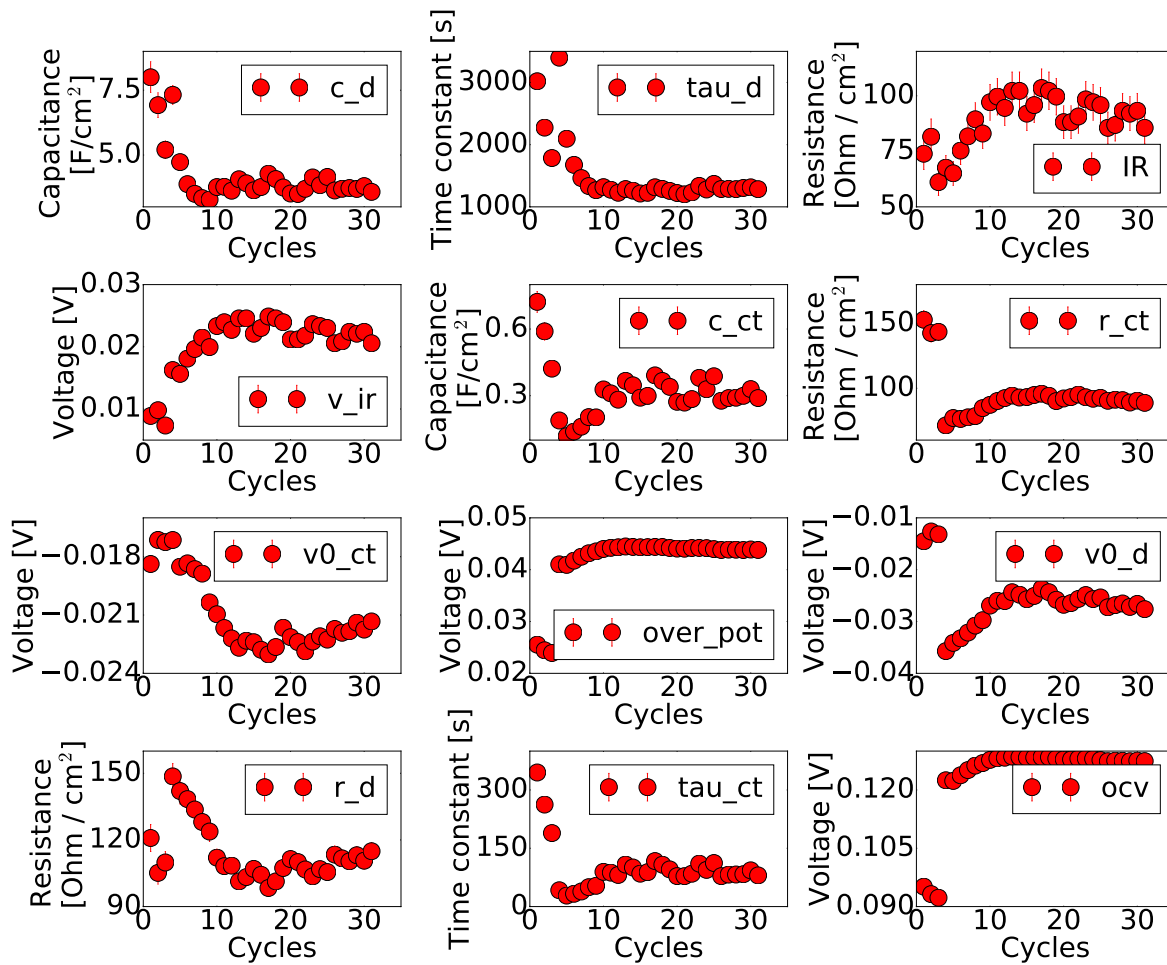 Capacitance
[F/cm²]
7.5
5.0
c_d
0 10 20 30
Cycles
Time constant [s]
3000
2000
1000
tau_d
0 10 20 30
Cycles
Resistance
[Ohm / cm²]
100
75
50
IR
0 10 20 30
Cycles
Voltage [V]
0.03
0.02
0.01
v_ir
0 10 20 30
Cycles
Capacitance
[F/cm²]
0.6
0.3
c_ct
0 10 20 30
Cycles
Resistance
[Ohm / cm²]
150
100
r_ct
0 10 20 30
Cycles
Voltage [V]
−0.018
−0.021
−0.024
v0_ct
0 10 20 30
Cycles
Voltage [V]
0.05
0.04
0.03
0.02
over_pot
0 10 20 30
Cycles
Voltage [V]
−0.01
−0.02
−0.03
−0.04
v0_d
0 10 20 30
Cycles
Resistance
[Ohm / cm²]
150
120
90
r_d
0 10 20 30
Cycles
Time constant [s]
300
150
0
tau_ct
0 10 20 30
Cycles
Voltage [V]
0.120
0.105
0.090
ocv
0 10 20 30
Cycles